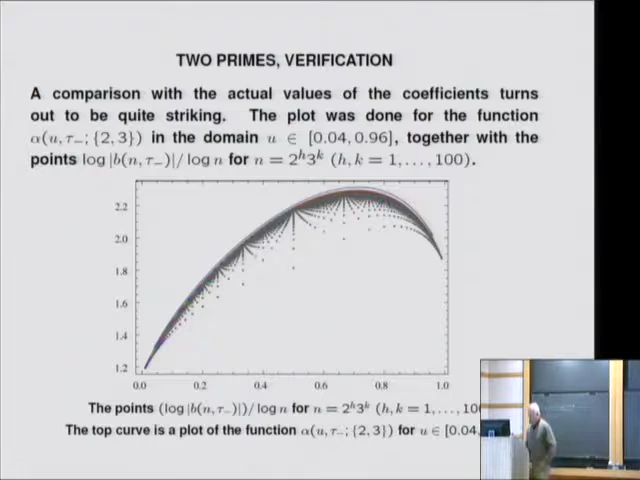 TWO PRIMES, VERIFICATION
A comparison with the actual values of the coefficients turns
out to be quite striking. The plot was done for the function
α(u, τ₋; {2, 3}) in the domain u ∈ [0.04, 0.96], together with the
points log |b(n, τ₋)|/ log n for n = 2ʰ3ᵏ (h, k = 1, . . . , 100).
2.2
2.0
1.8
1.6
1.4
1.2
0.0 0.2 0.4 0.6 0.8 1.0
The points (log |b(n, τ₋)|)/ log n for n = 2ʰ3ᵏ (h, k = 1, . . . , 10
The top curve is a plot of the function α(u, τ₋; {2, 3}) for u ∈ [0.04,